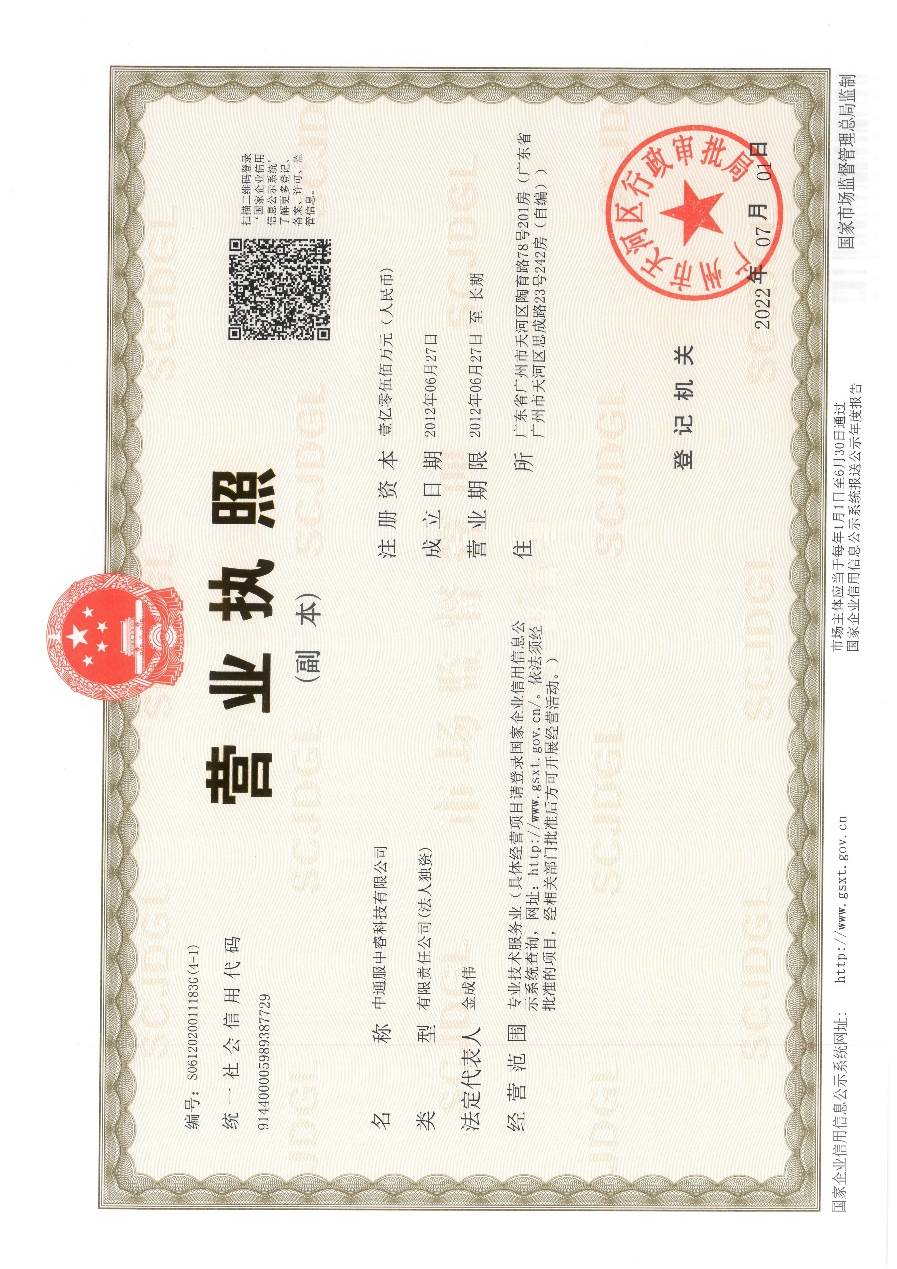 编号：S0612020011183G(4-1)
统一社会信用代码
91440000598938​7729
营业执照
(副 本)
扫描二维码登录
“国家企业信用
信息公示系统”
了解更多登记、
备案、许可、监
管信息。
名 称 中通服中睿科技有限公司
类 型 有限责任公司(法人独资)
法定代表人 金成伟
经营范围 专业技术服务业（具体经营项目请登录国家企业信用信息公
示系统查询，网址：http://www.gsxt.gov.cn/。依法须经
批准的项目，经相关部门批准后方可开展经营活动。）
注册资本 壹亿零伍佰万元（人民币）
成立日期 2012年06月27日
营业期限 2012年06月27日 至 长期
住 所 广东省广州市天河区陶育路78号201房（广东省
广州市天河区思成路23号242房（自编））
登记机关
广州市天河区行政审批局
2022年 07月 01日
国家企业信用信息公示系统网址： http://www.gsxt.gov.cn
市场主体应当于每年1月1日至6月30日通过
国家企业信用信息公示系统报送公示年度报告
国家市场监督管理总局监制